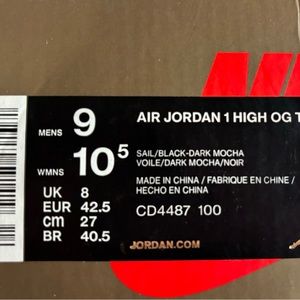 AIR JORDAN 1 HIGH OG T
MENS 9
WMNS 10⁵
SAIL/BLACK-DARK MOCHA
VOILE/DARK MOCHA/NOIR
MADE IN CHINA / FABRIQUE EN CHINE /
HECHO EN CHINA
UK 8
EUR 42.5
cm 27
BR 40.5
CD4487 100
JORDAN.COM